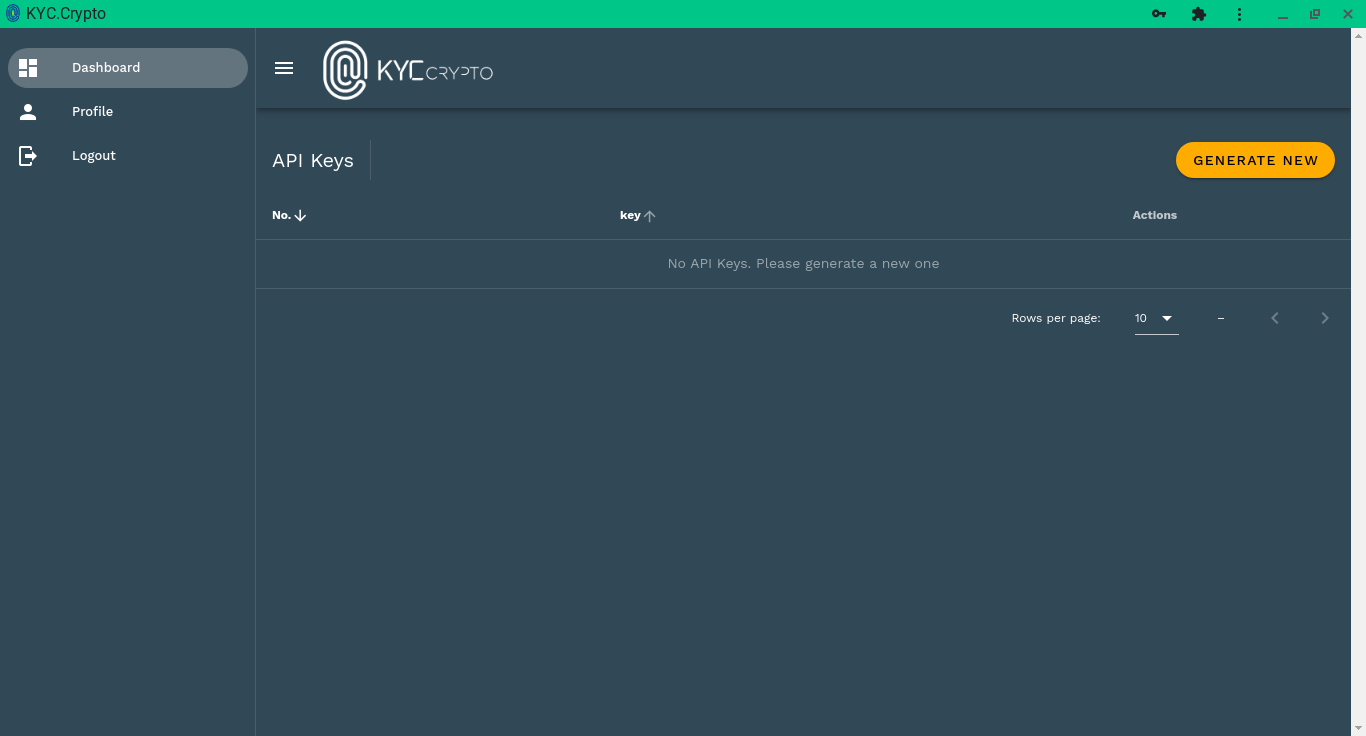 KYC.Crypto
Dashboard
Profile
Logout
KYC CRYPTO
API Keys
GENERATE NEW
No. key Actions
No API Keys. Please generate a new one
Rows per page: 10 –